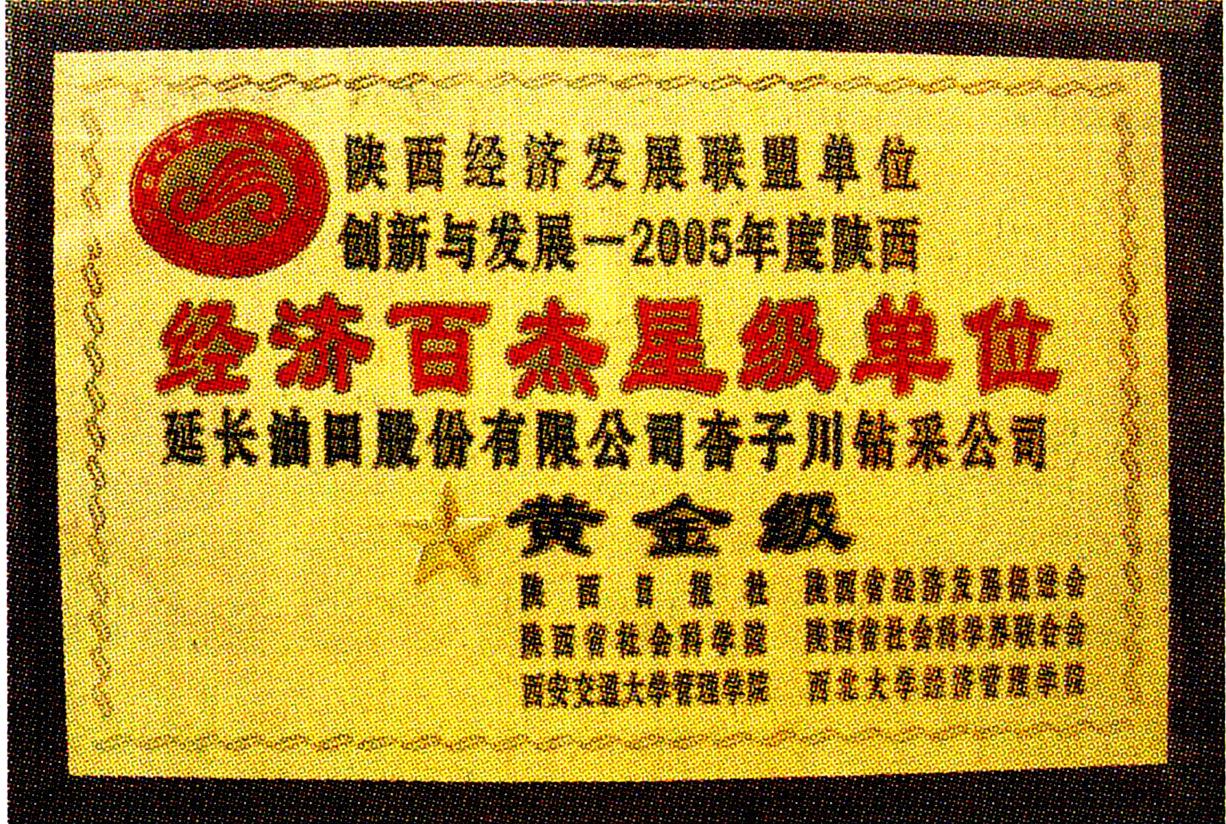 陕西经济发展联盟单位
创新与发展—2005年度陕西
经济百杰星级单位
延长油田股份有限公司杏子川钻采公司
黄金级
陕西日报社 陕西省经济发展促进会
陕西省社会科学院 陕西省社会科学界联合会
西安交通大学管理学院 西北大学经济管理学院